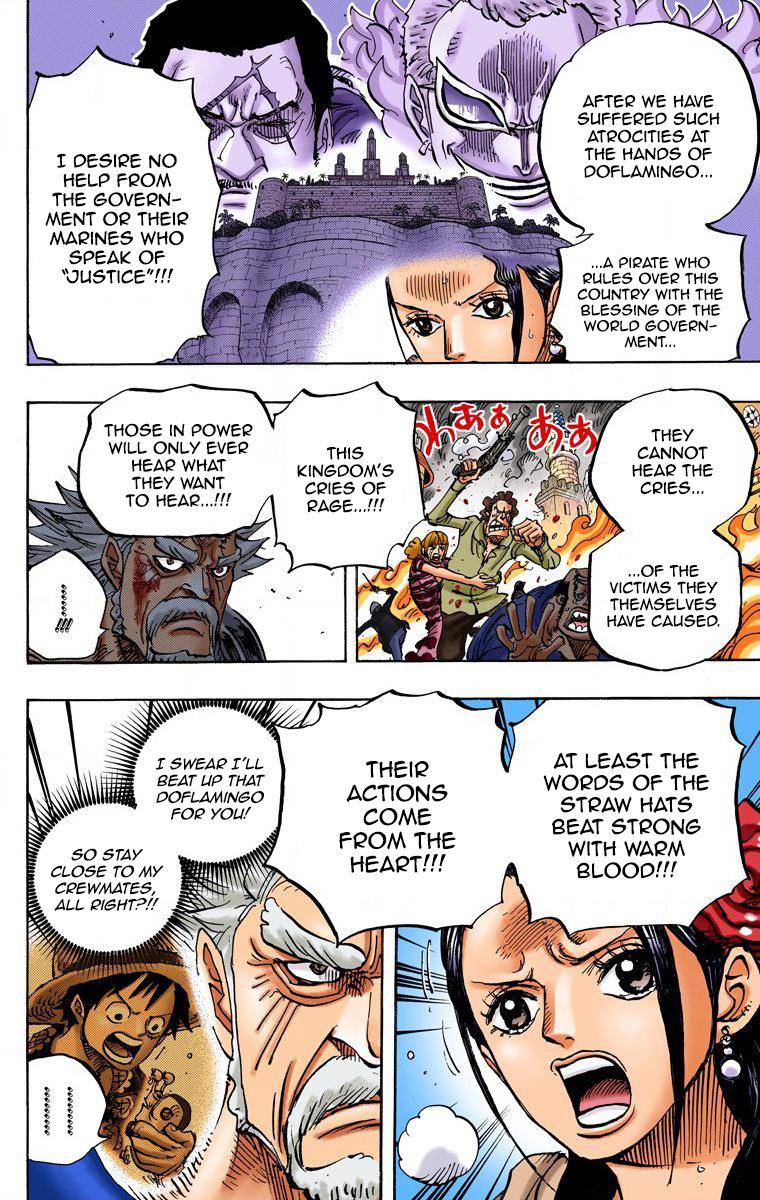 AFTER WE HAVE
SUFFERED SUCH
ATROCITIES AT
THE HANDS OF
DOFLAMINGO...
...A PIRATE WHO
RULES OVER THIS
COUNTRY WITH THE
BLESSING OF THE
WORLD GOVERN-
MENT...
I DESIRE NO
HELP FROM
THE GOVERN-
MENT OR THEIR
MARINES WHO
SPEAK OF
"JUSTICE"!!!
THEY
CANNOT
HEAR THE
CRIES...
...OF THE
VICTIMS THEY
THEMSELVES
HAVE CAUSED.
わあぁ
あぁ
THIS
KINGDOM'S
CRIES OF
RAGE...!!!
THOSE IN POWER
WILL ONLY EVER
HEAR WHAT
THEY WANT
TO HEAR...!!!
......!!!
AT LEAST THE
WORDS OF THE
STRAW HATS
BEAT STRONG
WITH WARM
BLOOD!!!
THEIR
ACTIONS
COME
FROM THE
HEART!!!
I SWEAR I'LL
BEAT UP THAT
DOFLAMINGO
FOR YOU!
SO STAY
CLOSE TO MY
CREWMATES,
ALL RIGHT?!!
.........